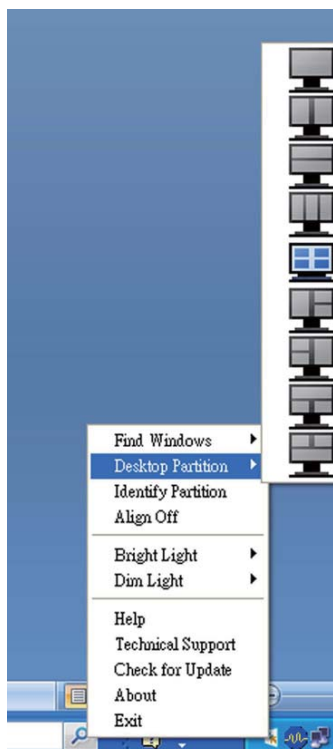 Find Windows
Desktop Partition
Identify Partition
Align Off
Bright Light
Dim Light
Help
Technical Support
Check for Update
About
Exit